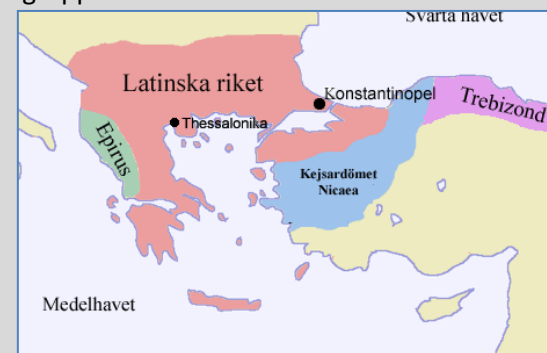 Svarta havet
Latinska riket
Konstantinopel
Trebizond
Thessalonika
Epirus
Kejsardömet
Nicaea
Medelhavet